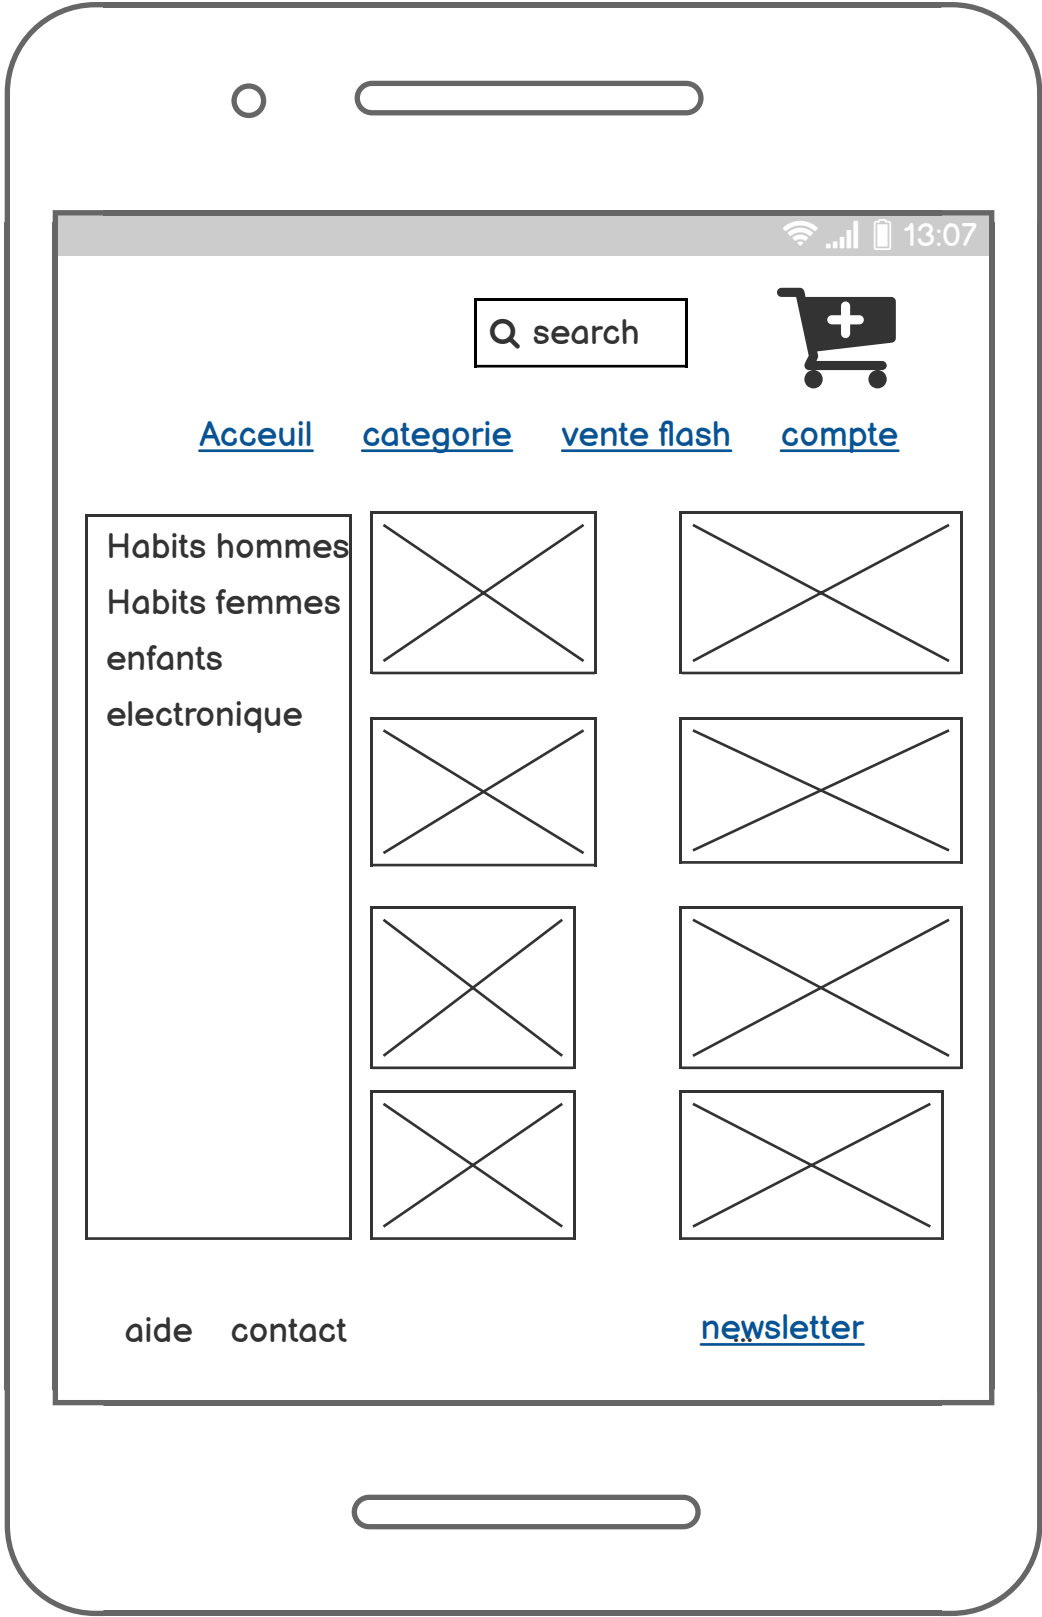 13:07
search
Acceuil categorie vente flash compte
Habits hommes
Habits femmes
enfants
electronique
aide contact newsletter
...